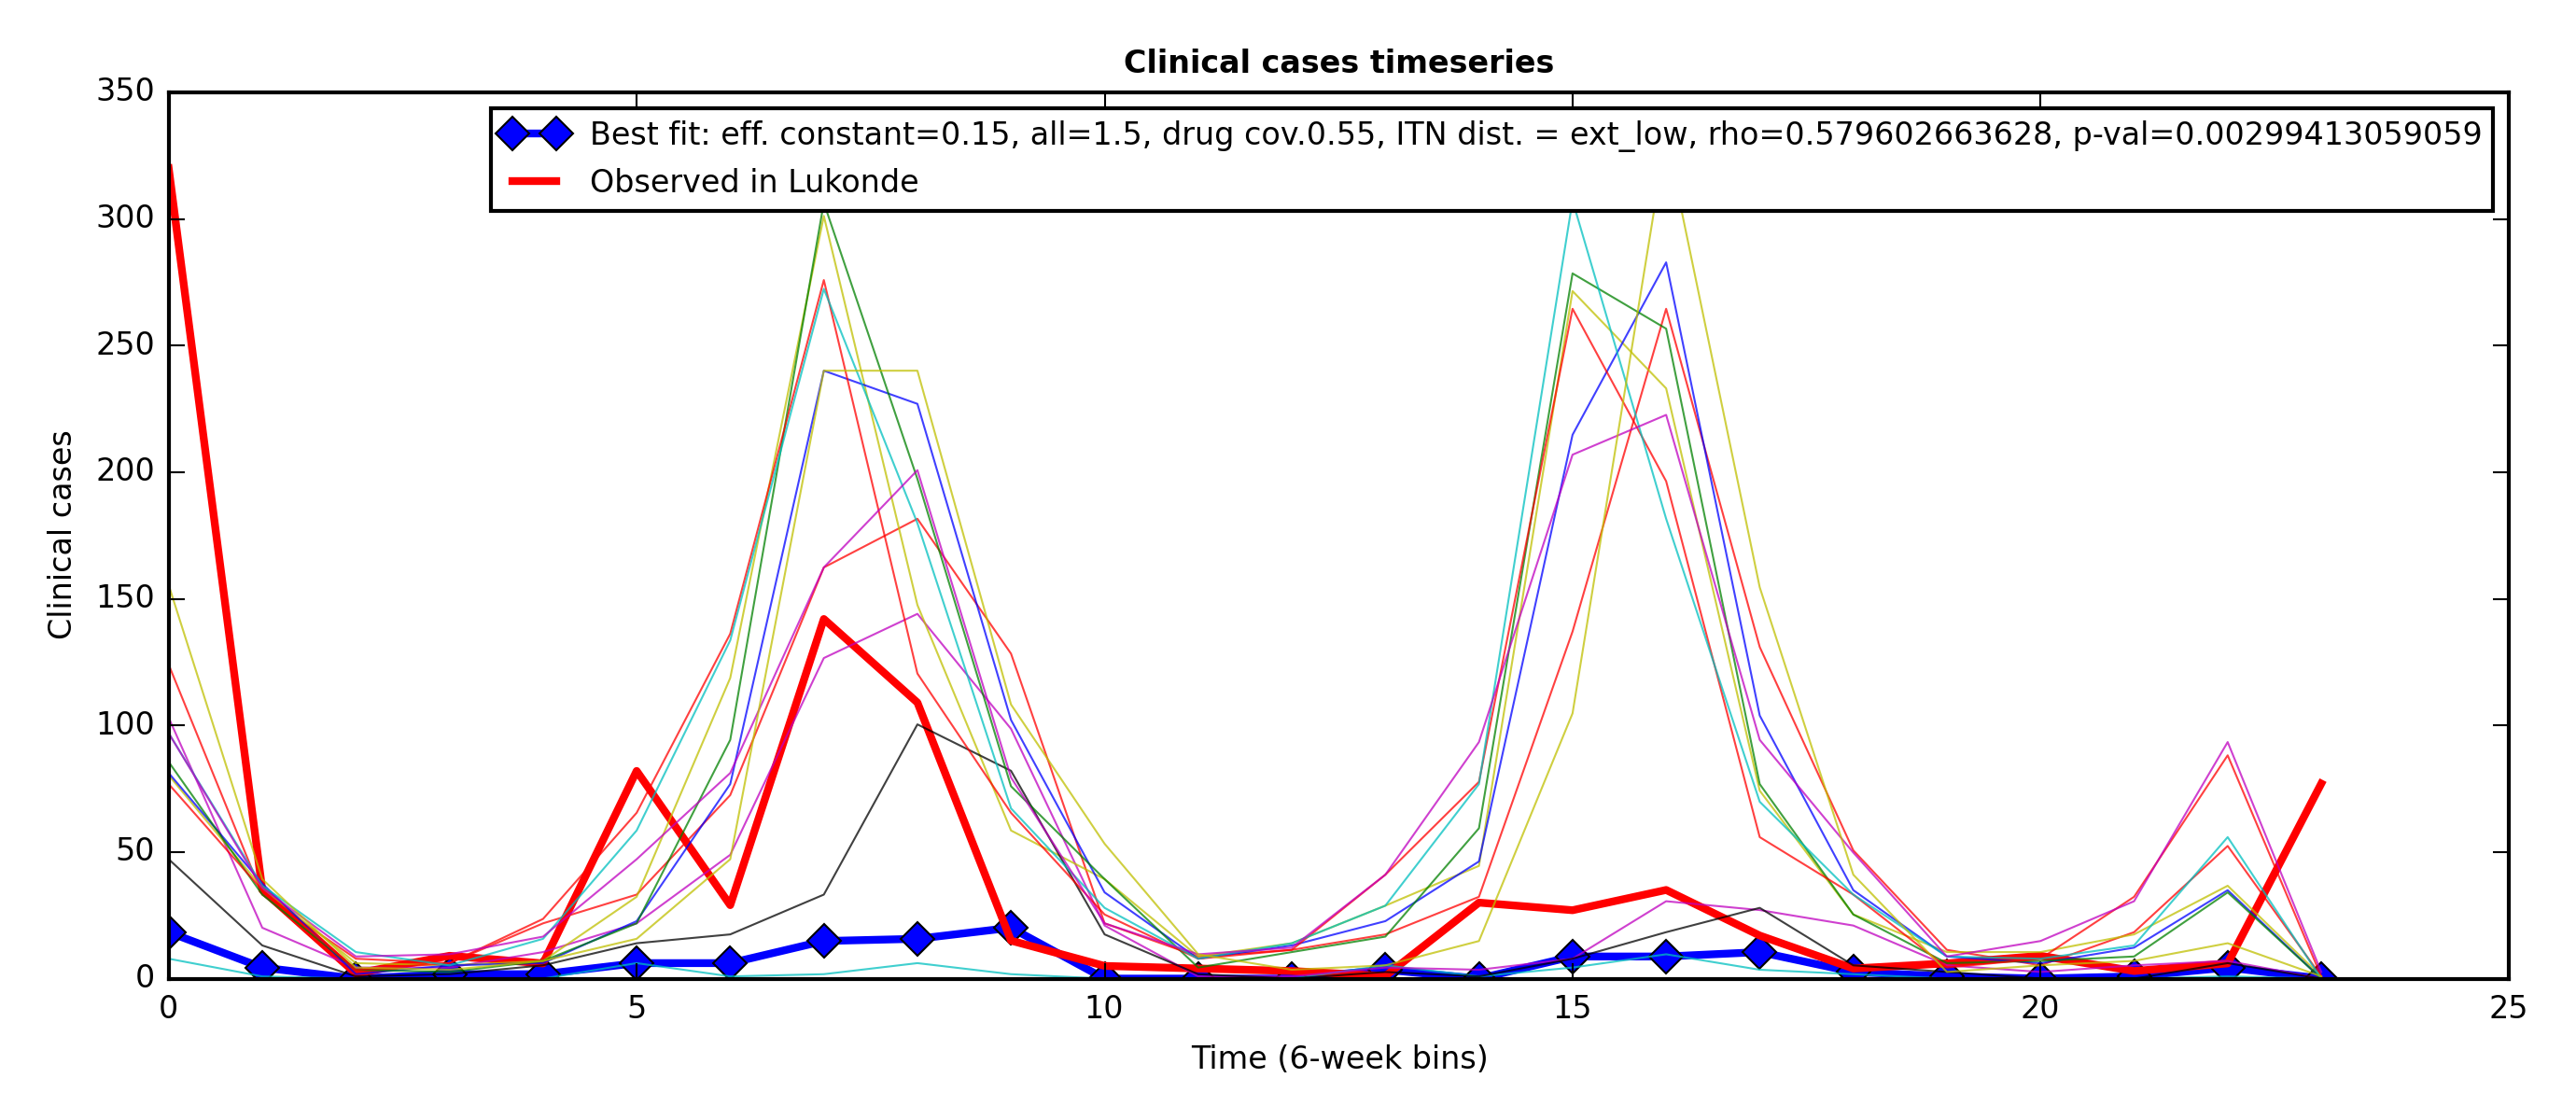 Clinical cases timeseries
Best fit: eff. constant=0.15, all=1.5, drug cov.0.55, ITN dist. = ext_low, rho=0.579602663628, p-val=0.00299413059059
Observed in Lukonde
350
300
250
200
150
100
50
0
Clinical cases
0 5 10 15 20 25
Time (6-week bins)